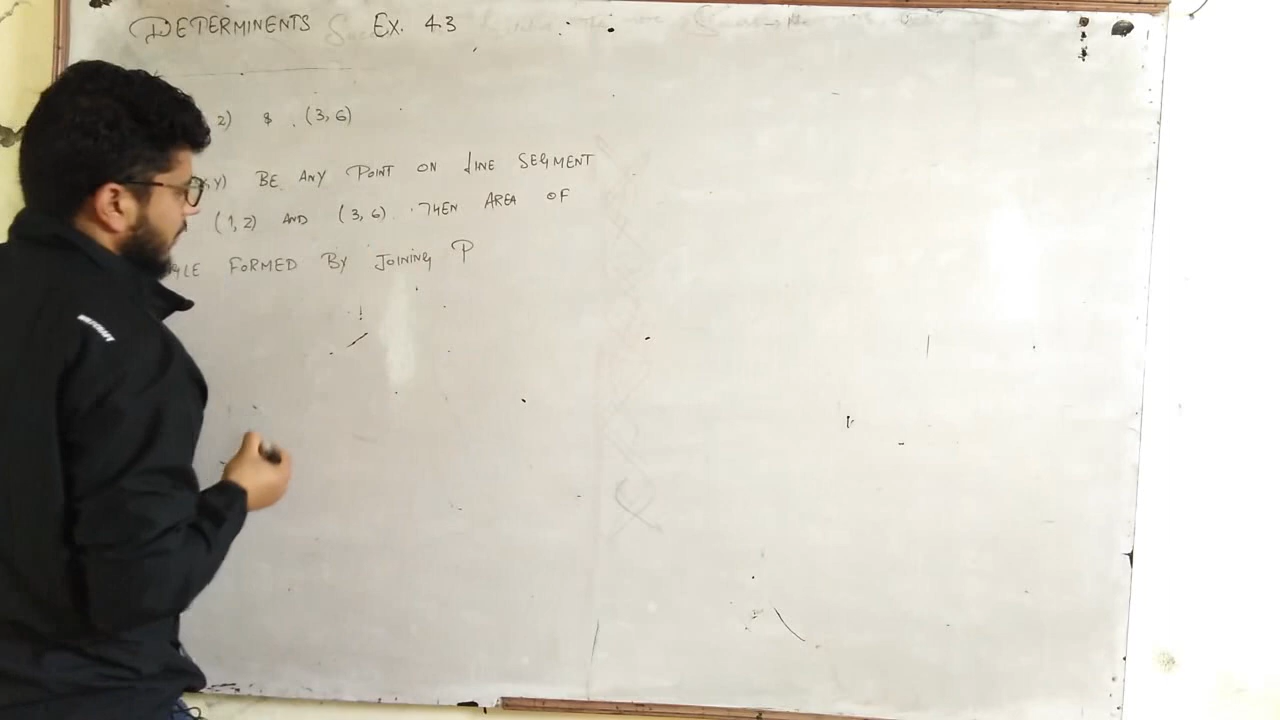 DETERMINENTS Ex. 4.3
2) & (3, 6)
Y) BE ANY POINT ON LINE SEGMENT
(1, 2) AND (3, 6). THEN AREA OF
GLE FORMED BY JOINING P